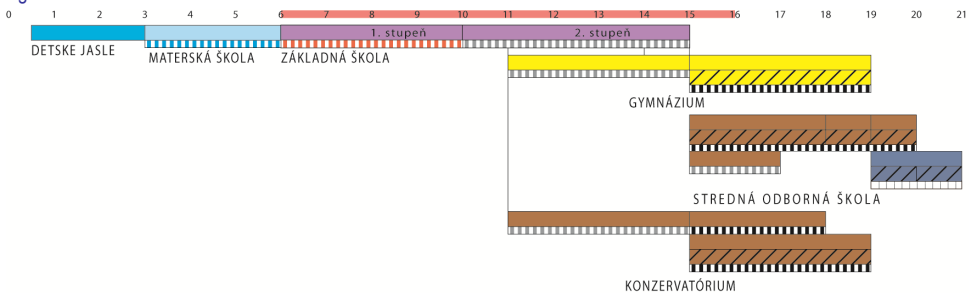 0 1 2 3 4 5 6 7 8 9 10 11 12 13 14 15 16 17 18 19 20 21
1. stupeň 2. stupeň
DETSKE JASLE MATERSKÁ ŠKOLA ZÁKLADNÁ ŠKOLA
GYMNÁZIUM
STREDNÁ ODBORNÁ ŠKOLA
KONZERVATÓRIUM